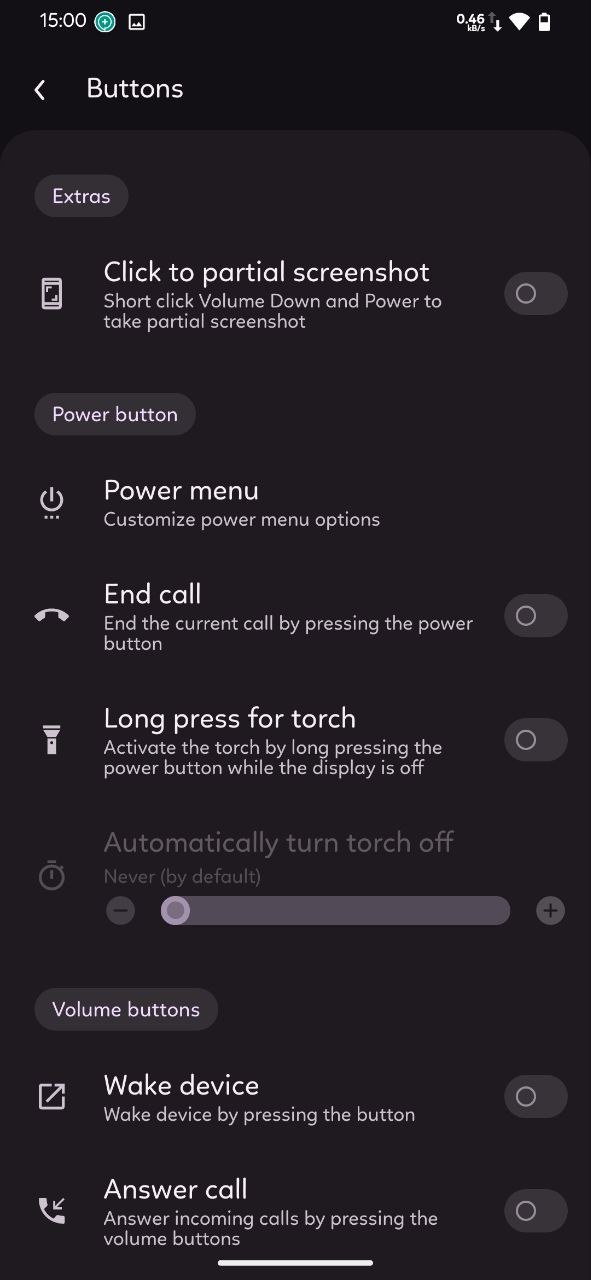 15:00
0.46
kB/s
Buttons
Extras
Click to partial screenshot
Short click Volume Down and Power to
take partial screenshot
Power button
Power menu
Customize power menu options
End call
End the current call by pressing the power
button
Long press for torch
Activate the torch by long pressing the
power button while the display is off
Automatically turn torch off
Never (by default)
Volume buttons
Wake device
Wake device by pressing the button
Answer call
Answer incoming calls by pressing the
volume buttons